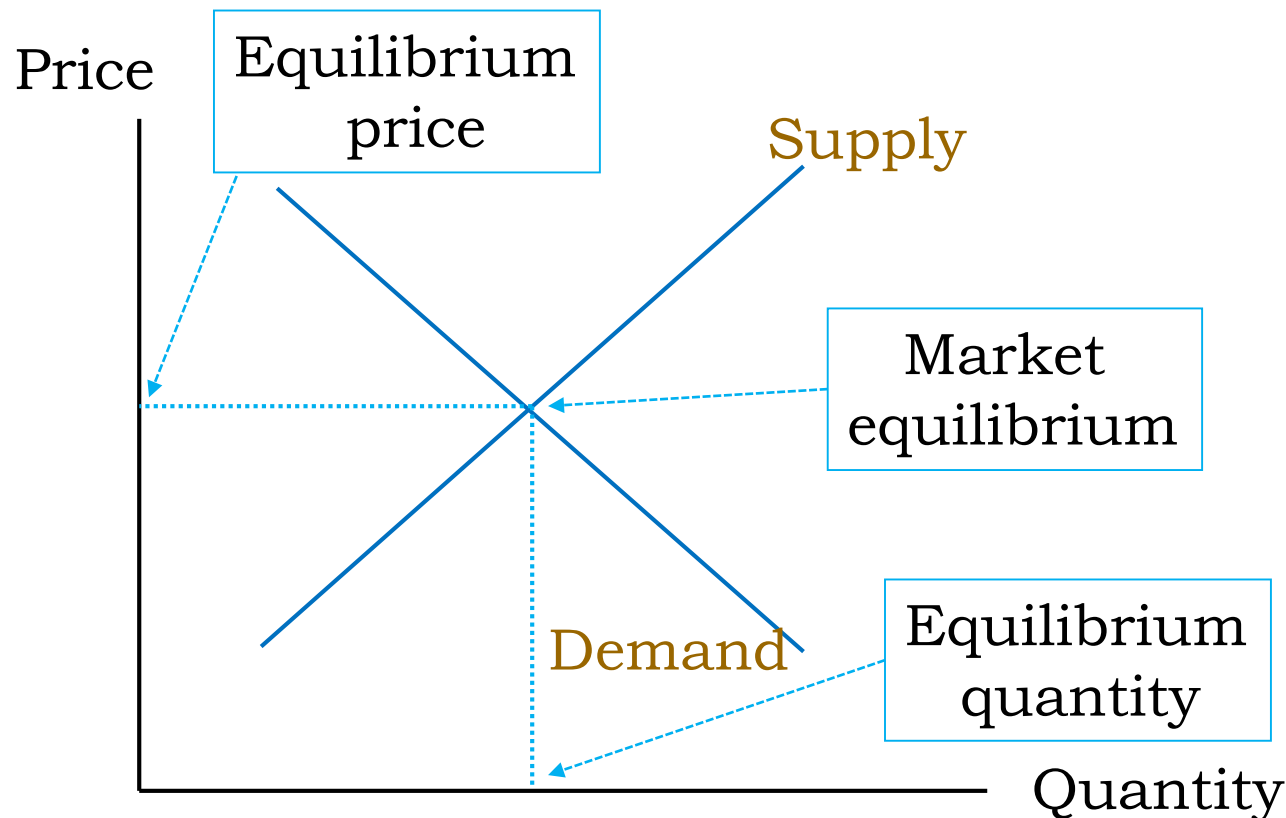 Price
Equilibrium
price
Supply
Market
equilibrium
Demand
Equilibrium
quantity
Quantity